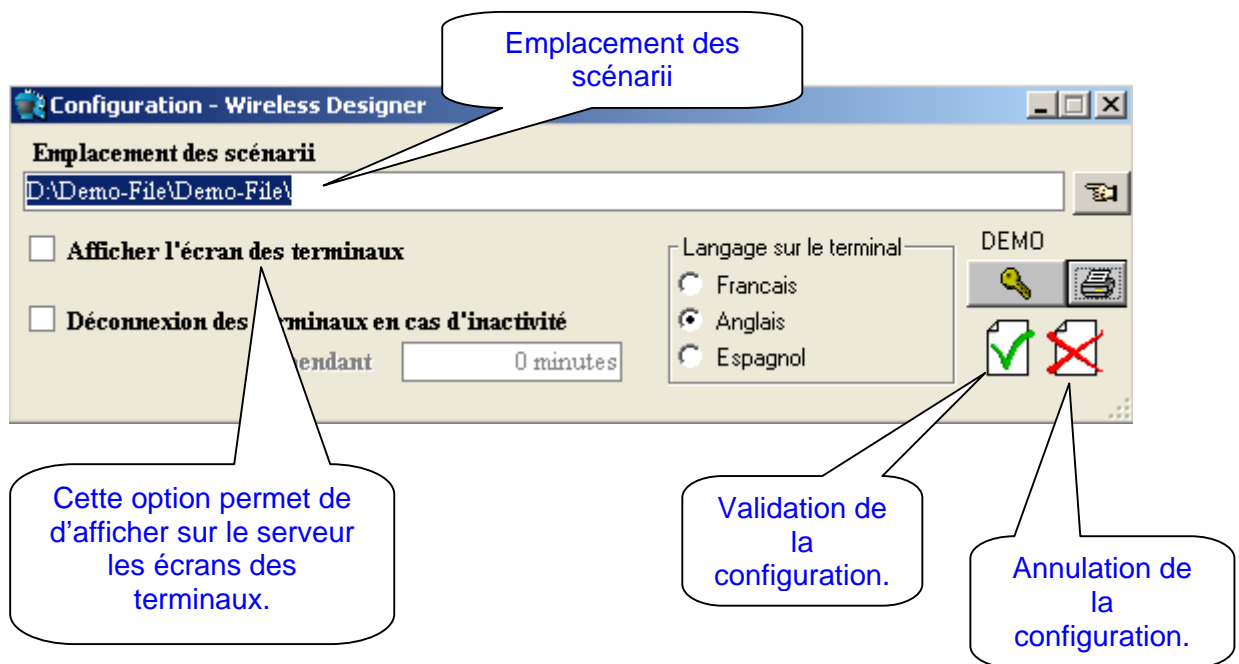 Emplacement des
scénarii
Configuration - Wireless Designer
Emplacement des scénarii
D:\Demo-File\Demo-File\
Afficher l'écran des terminaux
Langage sur le terminal
DEMO
Francais
Déconnexion des terminaux en cas d'inactivité
Anglais
pendant
0 minutes
Espagnol
Cette option permet de
d’afficher sur le serveur
les écrans des
terminaux.
Validation de
la
configuration.
Annulation de
la
configuration.